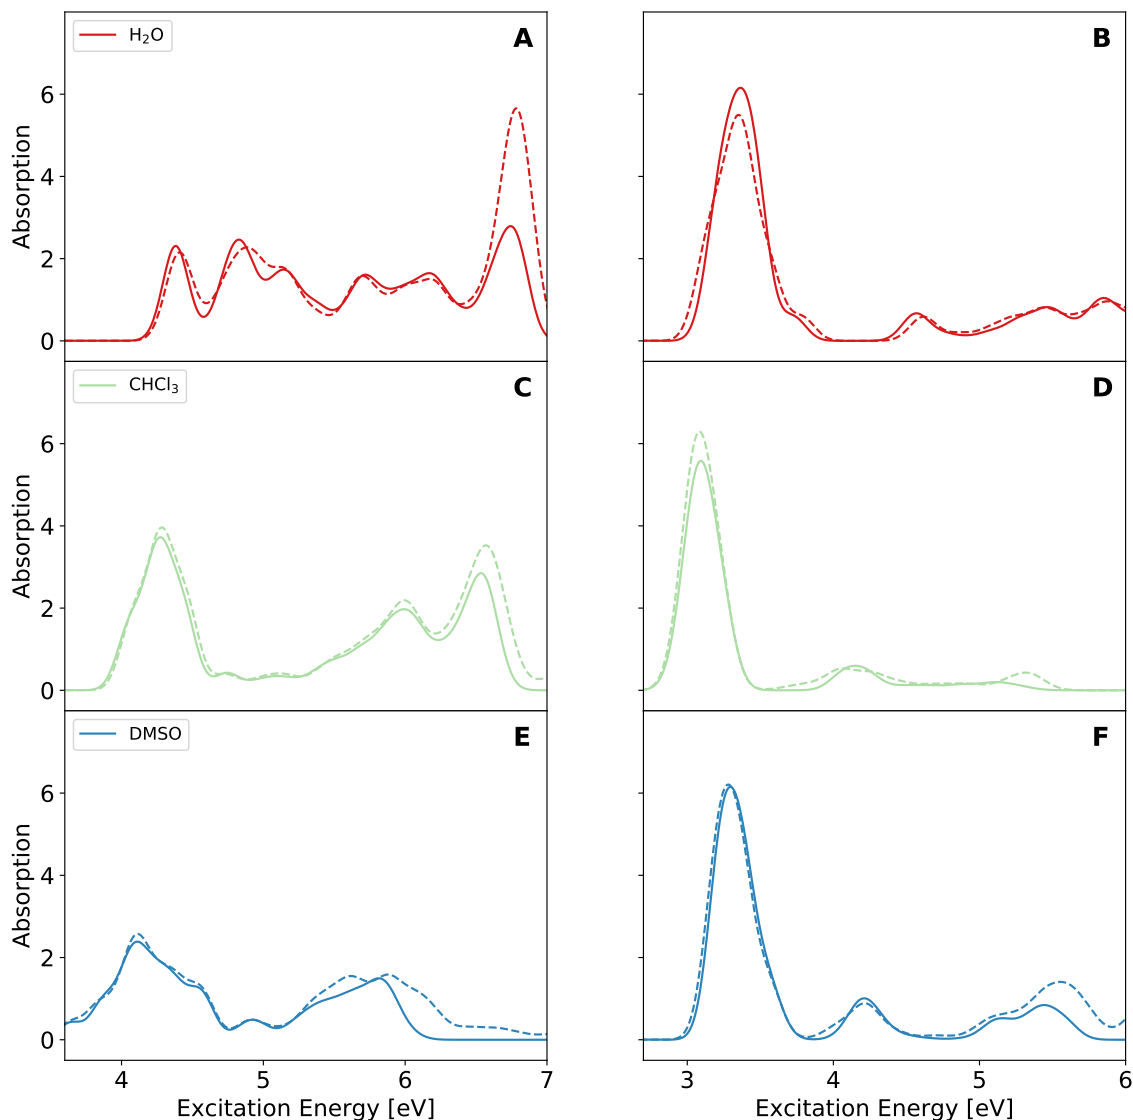 H₂O
A
B
6
4
2
0
Absorption
CHCl₃
C
D
6
4
2
0
Absorption
DMSO
E
F
6
4
2
0
Absorption
4 5 6 7
3 4 5 6
Excitation Energy [eV]
Excitation Energy [eV]